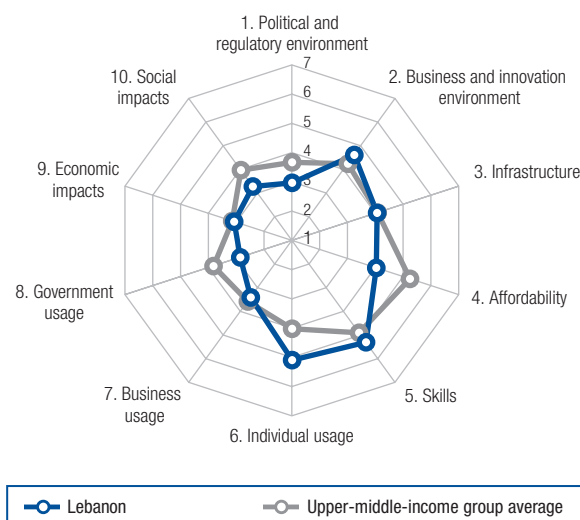 1. Political and
regulatory environment
7
6
5
4
3
2
1
2. Business and innovation
environment
3. Infrastructure
4. Affordability
5. Skills
6. Individual usage
7. Business
usage
8. Government
usage
9. Economic
impacts
10. Social
impacts
Lebanon
Upper-middle-income group average